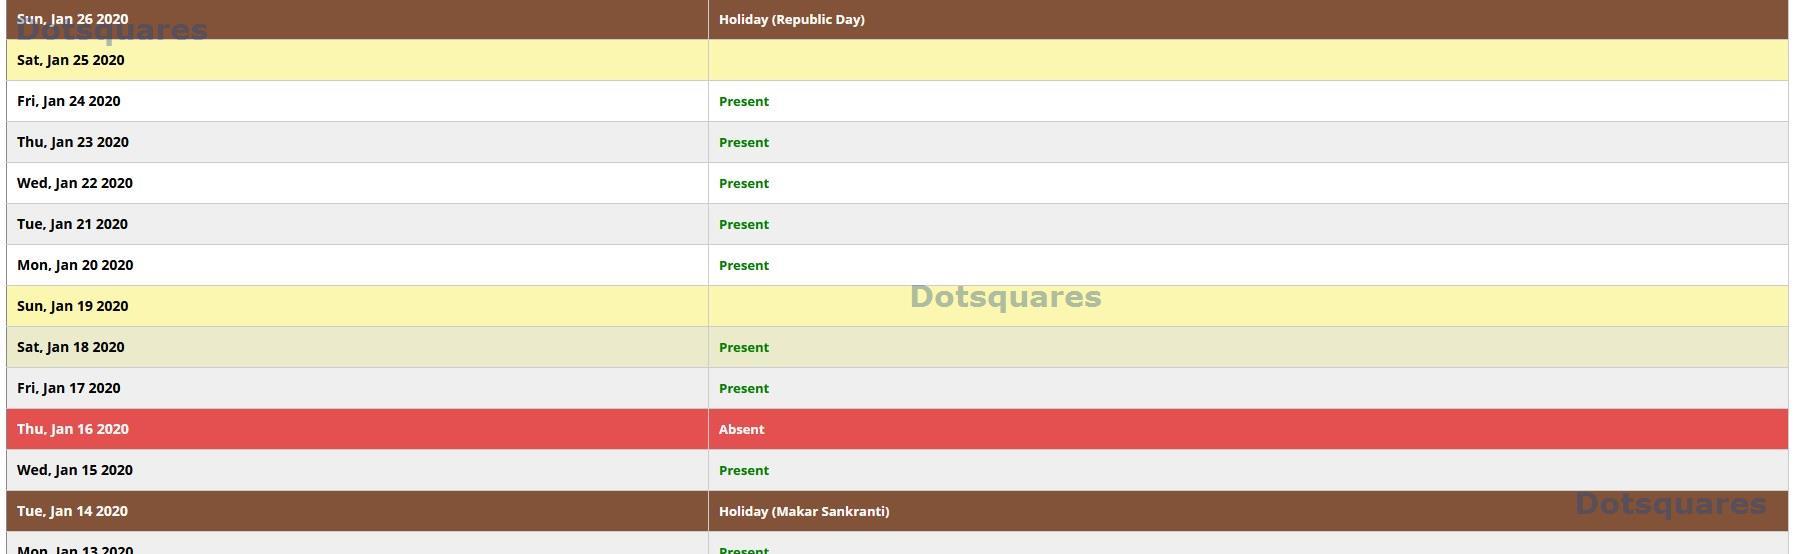 Sun, Jan 26 2020 Holiday (Republic Day)
Dotsquares
Sat, Jan 25 2020
Fri, Jan 24 2020 Present
Thu, Jan 23 2020 Present
Wed, Jan 22 2020 Present
Tue, Jan 21 2020 Present
Mon, Jan 20 2020 Present
Dotsquares
Sun, Jan 19 2020
Sat, Jan 18 2020 Present
Fri, Jan 17 2020 Present
Thu, Jan 16 2020 Absent
Wed, Jan 15 2020 Present
Tue, Jan 14 2020 Holiday (Makar Sankranti)
Dotsquares
Mon, Jan 13 2020 Present